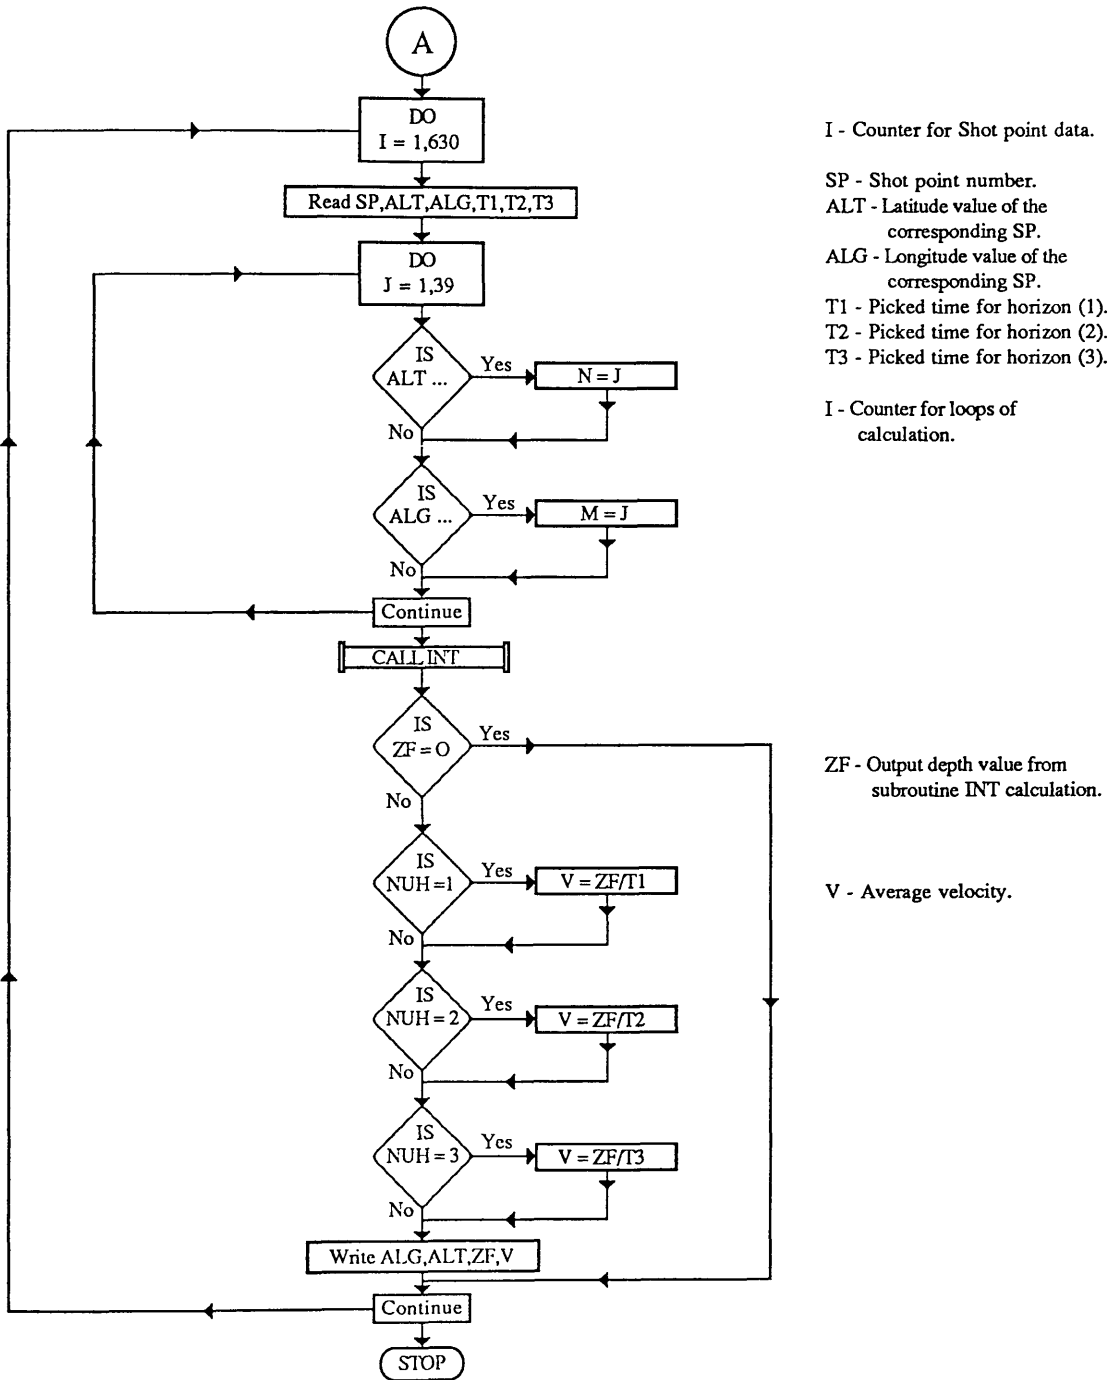 A
DO
I = 1,630
I - Counter for Shot point data.
Read SP,ALT,ALG,T1,T2,T3
SP - Shot point number.
ALT - Latitude value of the
corresponding SP.
ALG - Longitude value of the
corresponding SP.
T1 - Picked time for horizon (1).
T2 - Picked time for horizon (2).
T3 - Picked time for horizon (3).
DO
J = 1,39
IS
ALT ...
Yes
N = J
No
I - Counter for loops of
calculation.
IS
ALG ...
Yes
M = J
No
Continue
CALL INT
IS
ZF = O
Yes
No
ZF - Output depth value from
subroutine INT calculation.
IS
NUH =1
Yes
V = ZF/T1
No
V - Average velocity.
IS
NUH = 2
Yes
V = ZF/T2
No
IS
NUH = 3
Yes
V = ZF/T3
No
Write ALG,ALT,ZF,V
Continue
STOP